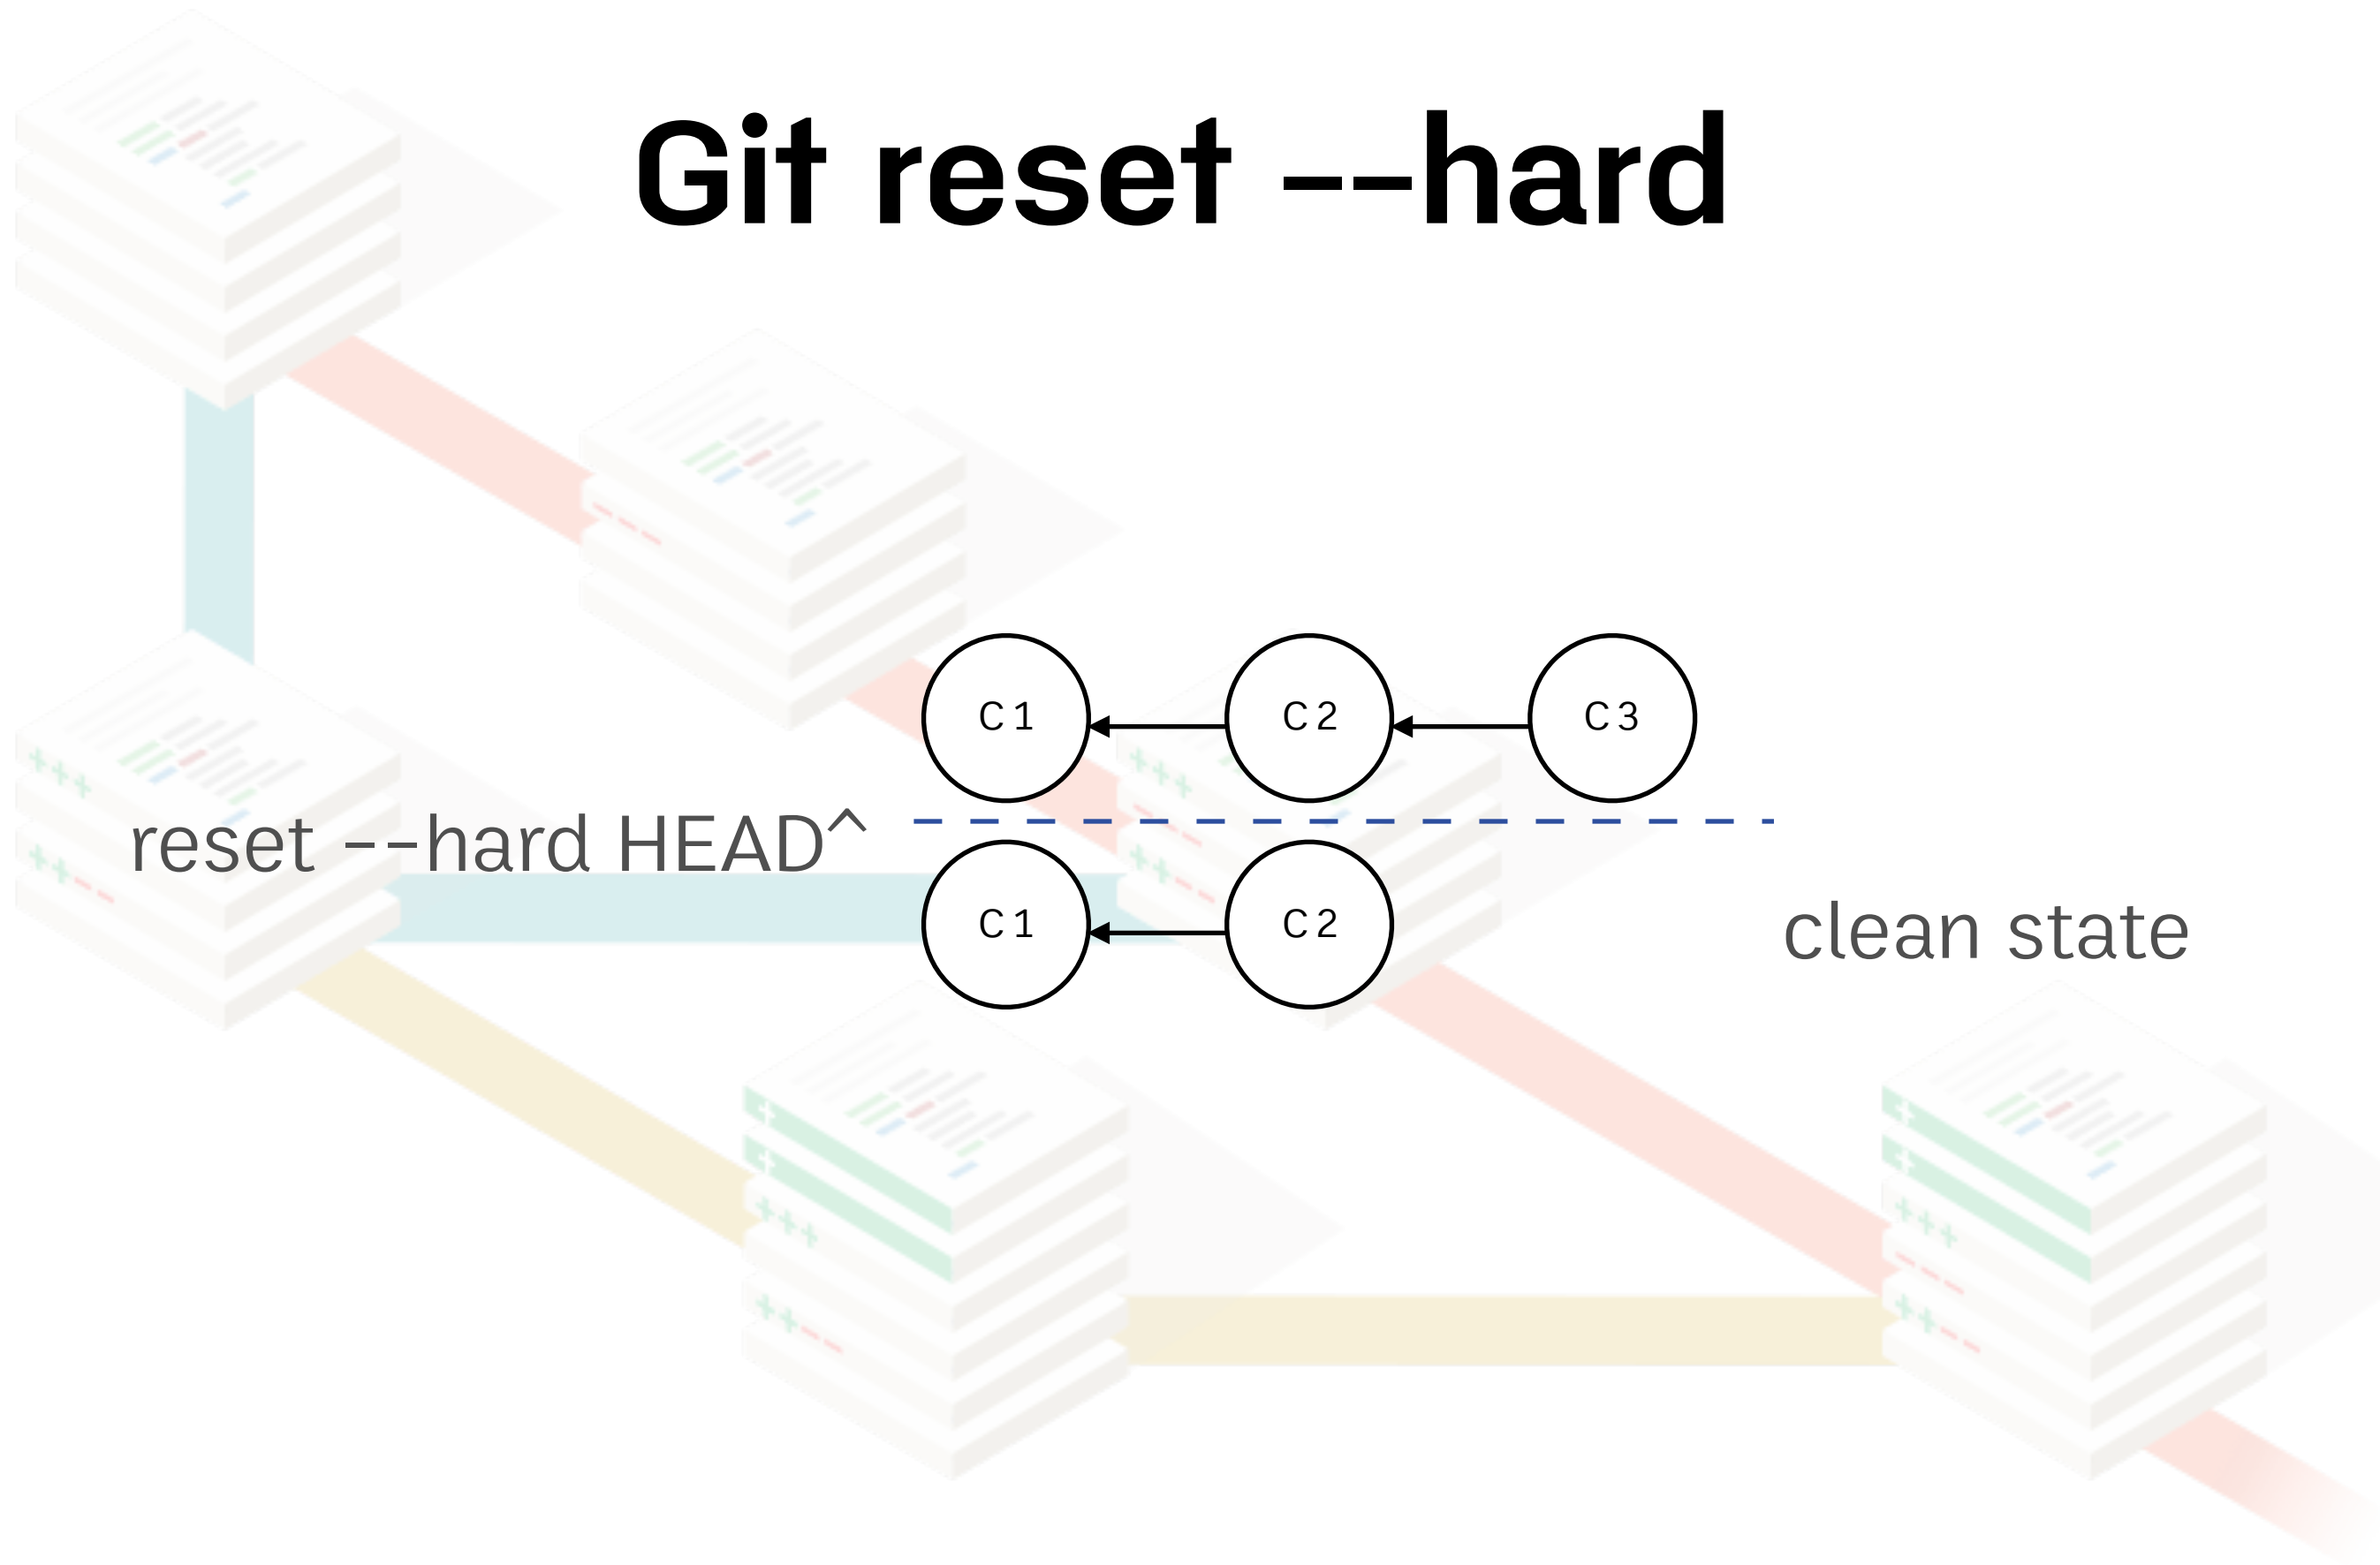 Git reset --hard
C1 C2 C3
reset --hard HEAD^
C1 C2
clean state